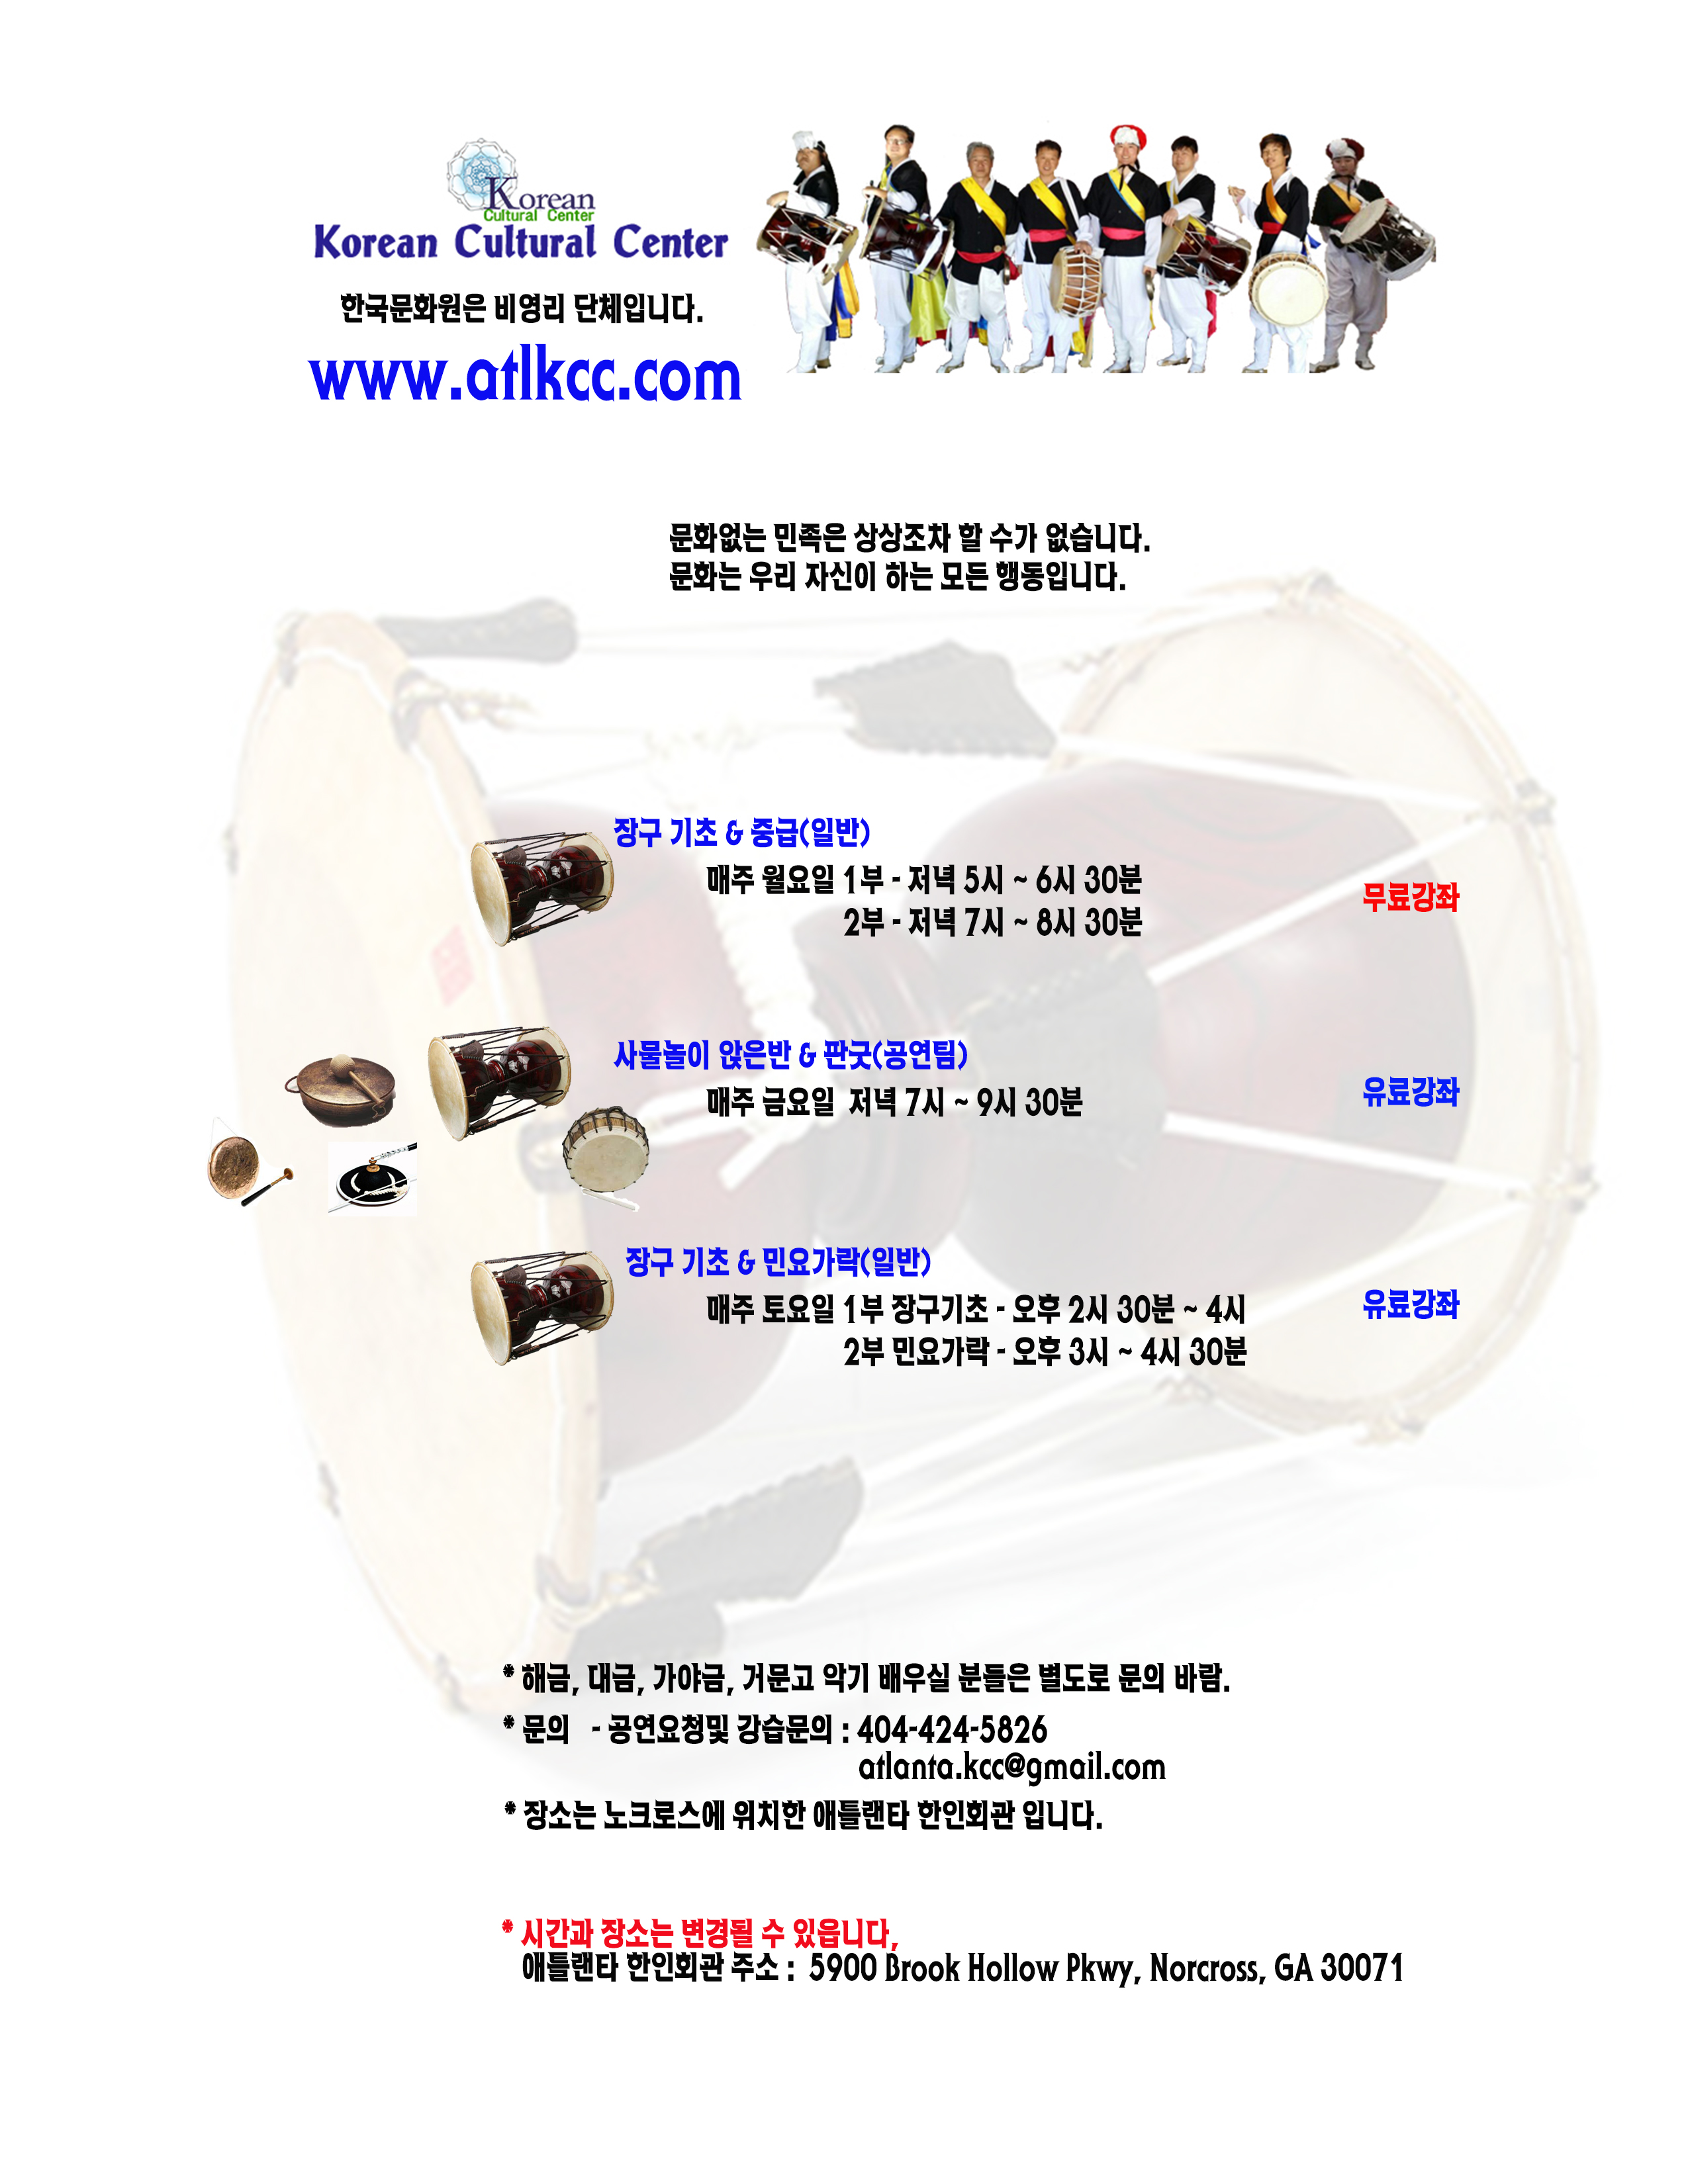 Korean
Cultural Center
Korean Cultural Center
한국문화원은 비영리 단체입니다.
www.atlkcc.com
문화없는 민족은 상상조차 할 수가 없습니다.
문화는 우리 자신이 하는 모든 행동입니다.
장구 기초 & 중급(일반)
매주 월요일 1부 - 저녁 5시 ~ 6시 30분
2부 - 저녁 7시 ~ 8시 30분
무료강좌
사물놀이 앉은반 & 판굿(공연팀)
매주 금요일 저녁 7시 ~ 9시 30분
유료강좌
장구 기초 & 민요가락(일반)
매주 토요일 1부 장구기초 - 오후 2시 30분 ~ 4시
2부 민요가락 - 오후 3시 ~ 4시 30분
유료강좌
* 해금, 대금, 가야금, 거문고 악기 배우실 분들은 별도로 문의 바람.
* 문의 - 공연요청및 강습문의 : 404-424-5826
atlanta.kcc@gmail.com
* 장소는 노크로스에 위치한 애틀랜타 한인회관 입니다.
* 시간과 장소는 변경될 수 있읍니다,
애틀랜타 한인회관 주소 : 5900 Brook Hollow Pkwy, Norcross, GA 30071